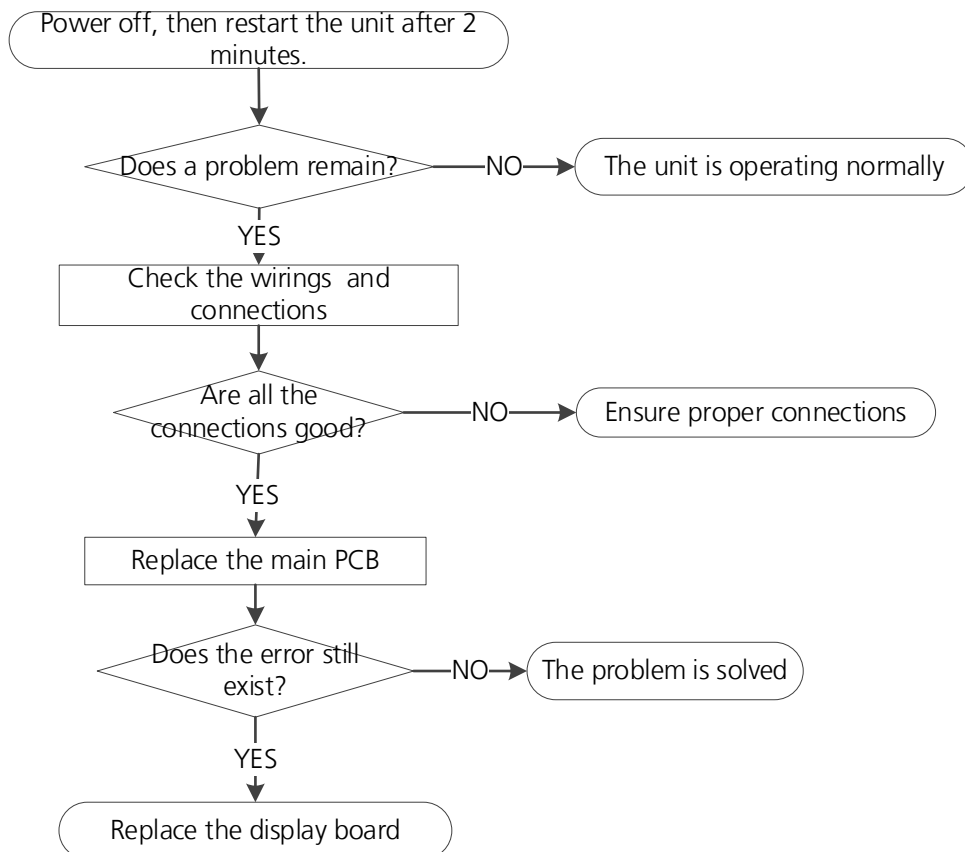 Power off, then restart the unit after 2
minutes.
Does a problem remain?
NO
The unit is operating normally
YES
Check the wirings and
connections
Are all the
connections good?
NO
Ensure proper connections
YES
Replace the main PCB
Does the error still
exist?
NO
The problem is solved
YES
Replace the display board